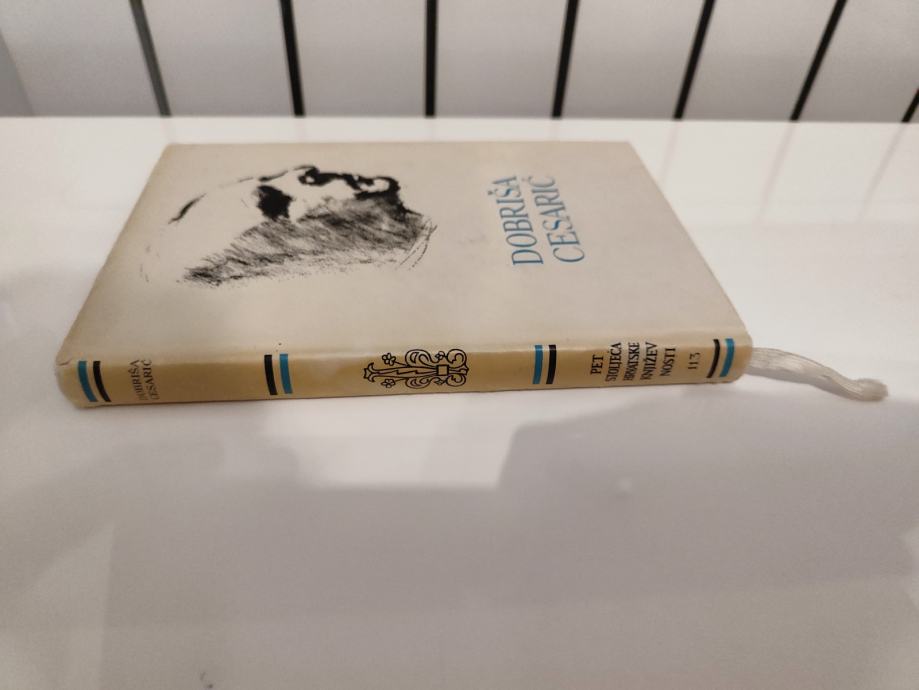 DOBRIŠA
CESARIĆ
DOBRIŠA
CESARIĆ
PET
STOLJEĆA
HRVATSKE
KNJIŽEV
NOSTI
113